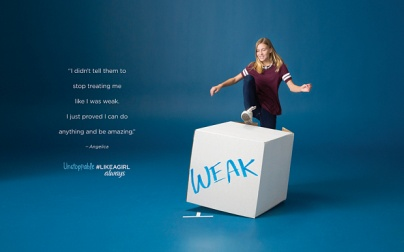 "I didn't tell them to
stop treating me
like I was weak.
I just proved I can do
anything and be amazing."
– Angelica
Unstoppable #LIKEAGIRL
always
WEAK